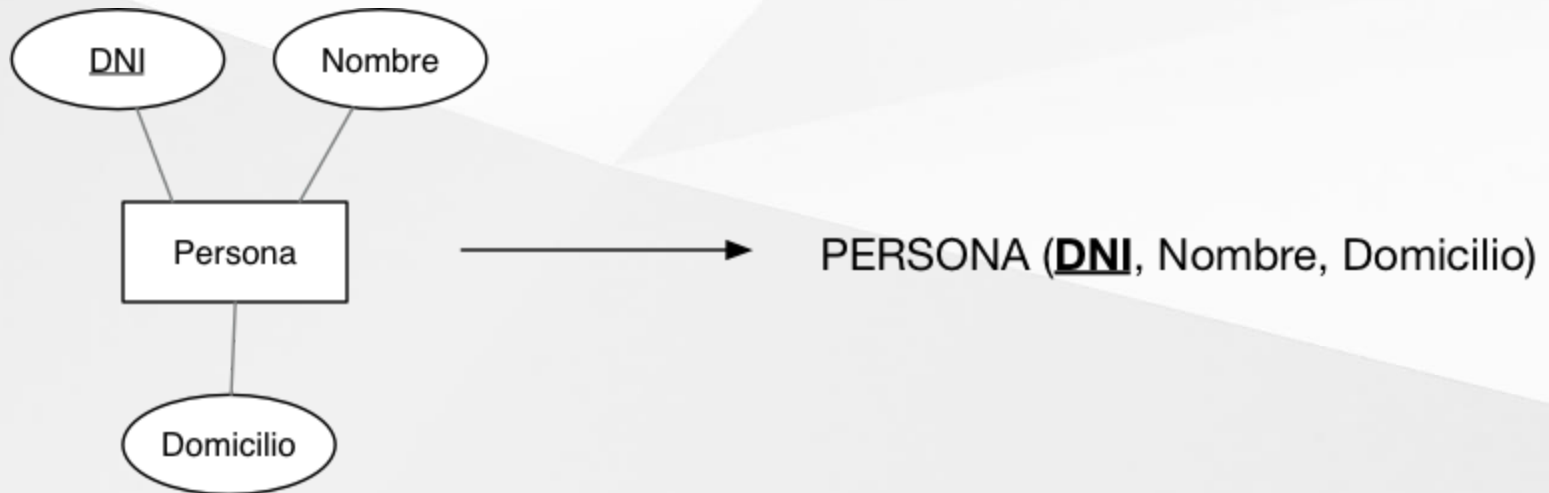 DNI
Nombre
Persona
PERSONA (DNI, Nombre, Domicilio)
Domicilio